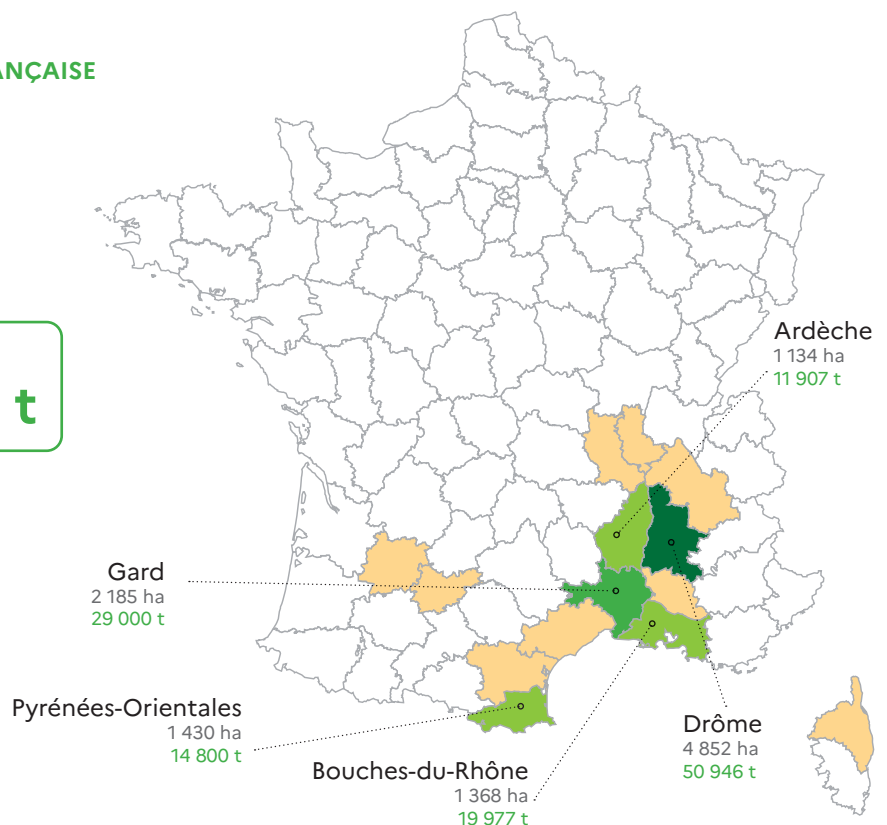 ANÇAISE
t
Ardèche
1 134 ha
11 907 t
Gard
2 185 ha
29 000 t
Pyrénées-Orientales
1 430 ha
14 800 t
Bouches-du-Rhône
1 368 ha
19 977 t
Drôme
4 852 ha
50 946 t